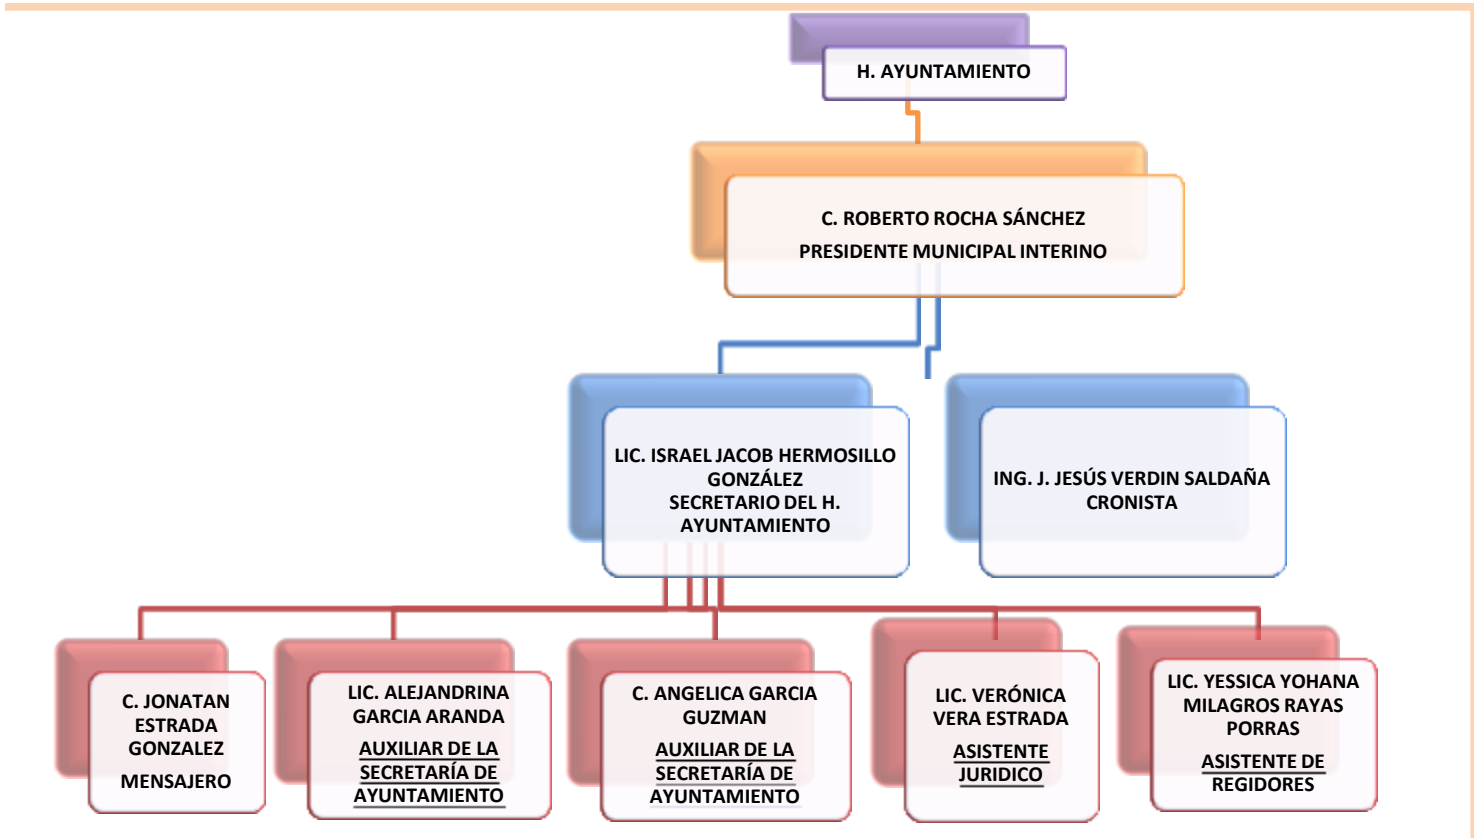 H. AYUNTAMIENTO
C. ROBERTO ROCHA SÁNCHEZ
PRESIDENTE MUNICIPAL INTERINO
LIC. ISRAEL JACOB HERMOSILLO
GONZÁLEZ
SECRETARIO DEL H.
AYUNTAMIENTO
ING. J. JESÚS VERDIN SALDAÑA
CRONISTA
C. JONATAN
ESTRADA
GONZALEZ
MENSAJERO
LIC. ALEJANDRINA
GARCIA ARANDA
AUXILIAR DE LA
SECRETARÍA DE
AYUNTAMIENTO
C. ANGELICA GARCIA
GUZMAN
AUXILIAR DE LA
SECRETARÍA DE
AYUNTAMIENTO
LIC. VERÓNICA
VERA ESTRADA
ASISTENTE
JURIDICO
LIC. YESSICA YOHANA
MILAGROS RAYAS
PORRAS
ASISTENTE DE
REGIDORES